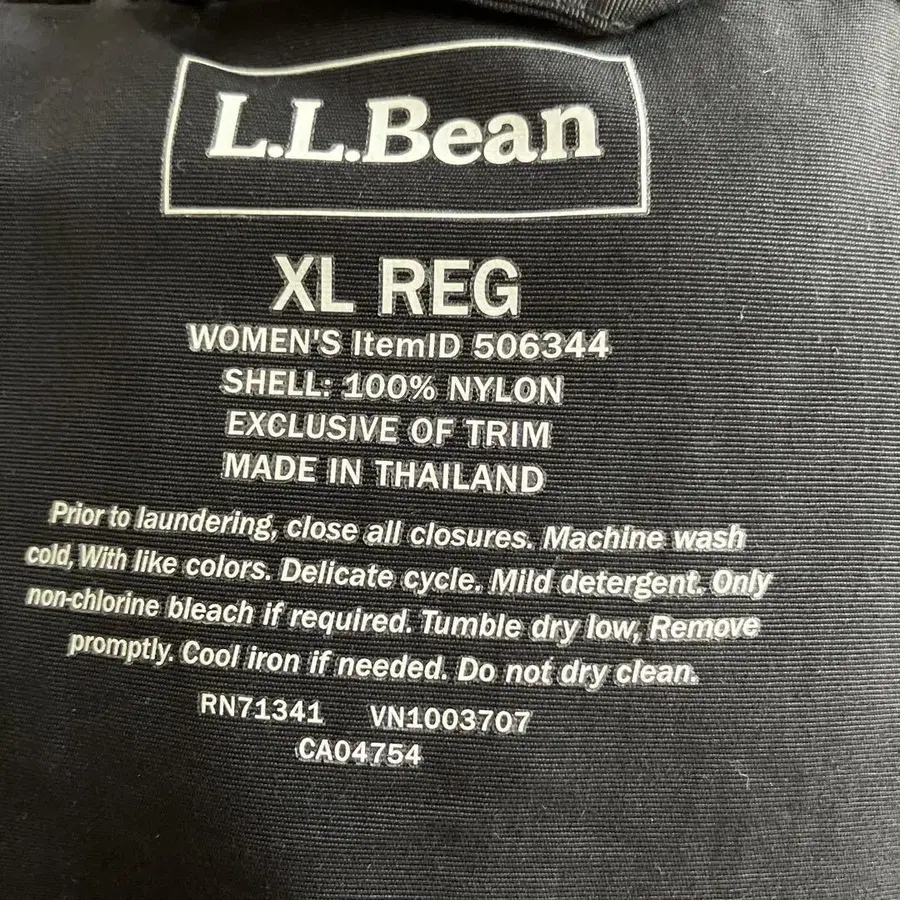 L.L.Bean
XL REG
WOMEN'S ItemID 506344
SHELL: 100% NYLON
EXCLUSIVE OF TRIM
MADE IN THAILAND
Prior to laundering, close all closures. Machine wash
cold, With like colors. Delicate cycle. Mild detergent. Only
non-chlorine bleach if required. Tumble dry low, Remove
promptly. Cool iron if needed. Do not dry clean.
RN71341 VN1003707
CA04754